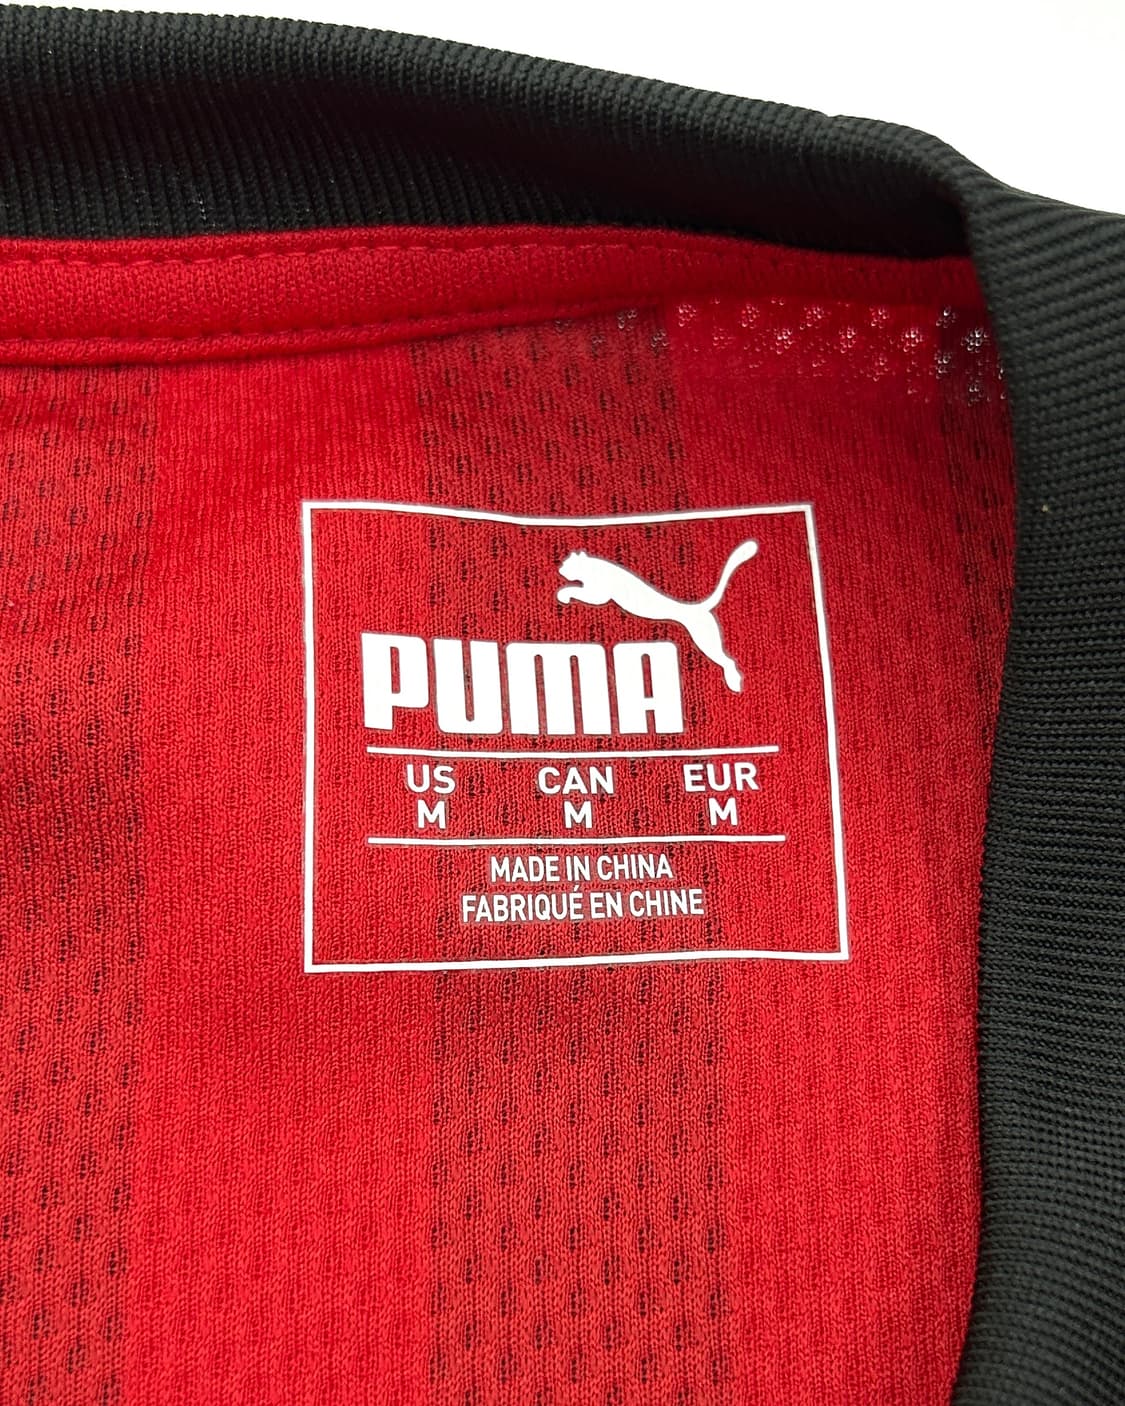 PUMA
US CAN EUR
M M M
MADE IN CHINA
FABRIQUÉ EN CHINE